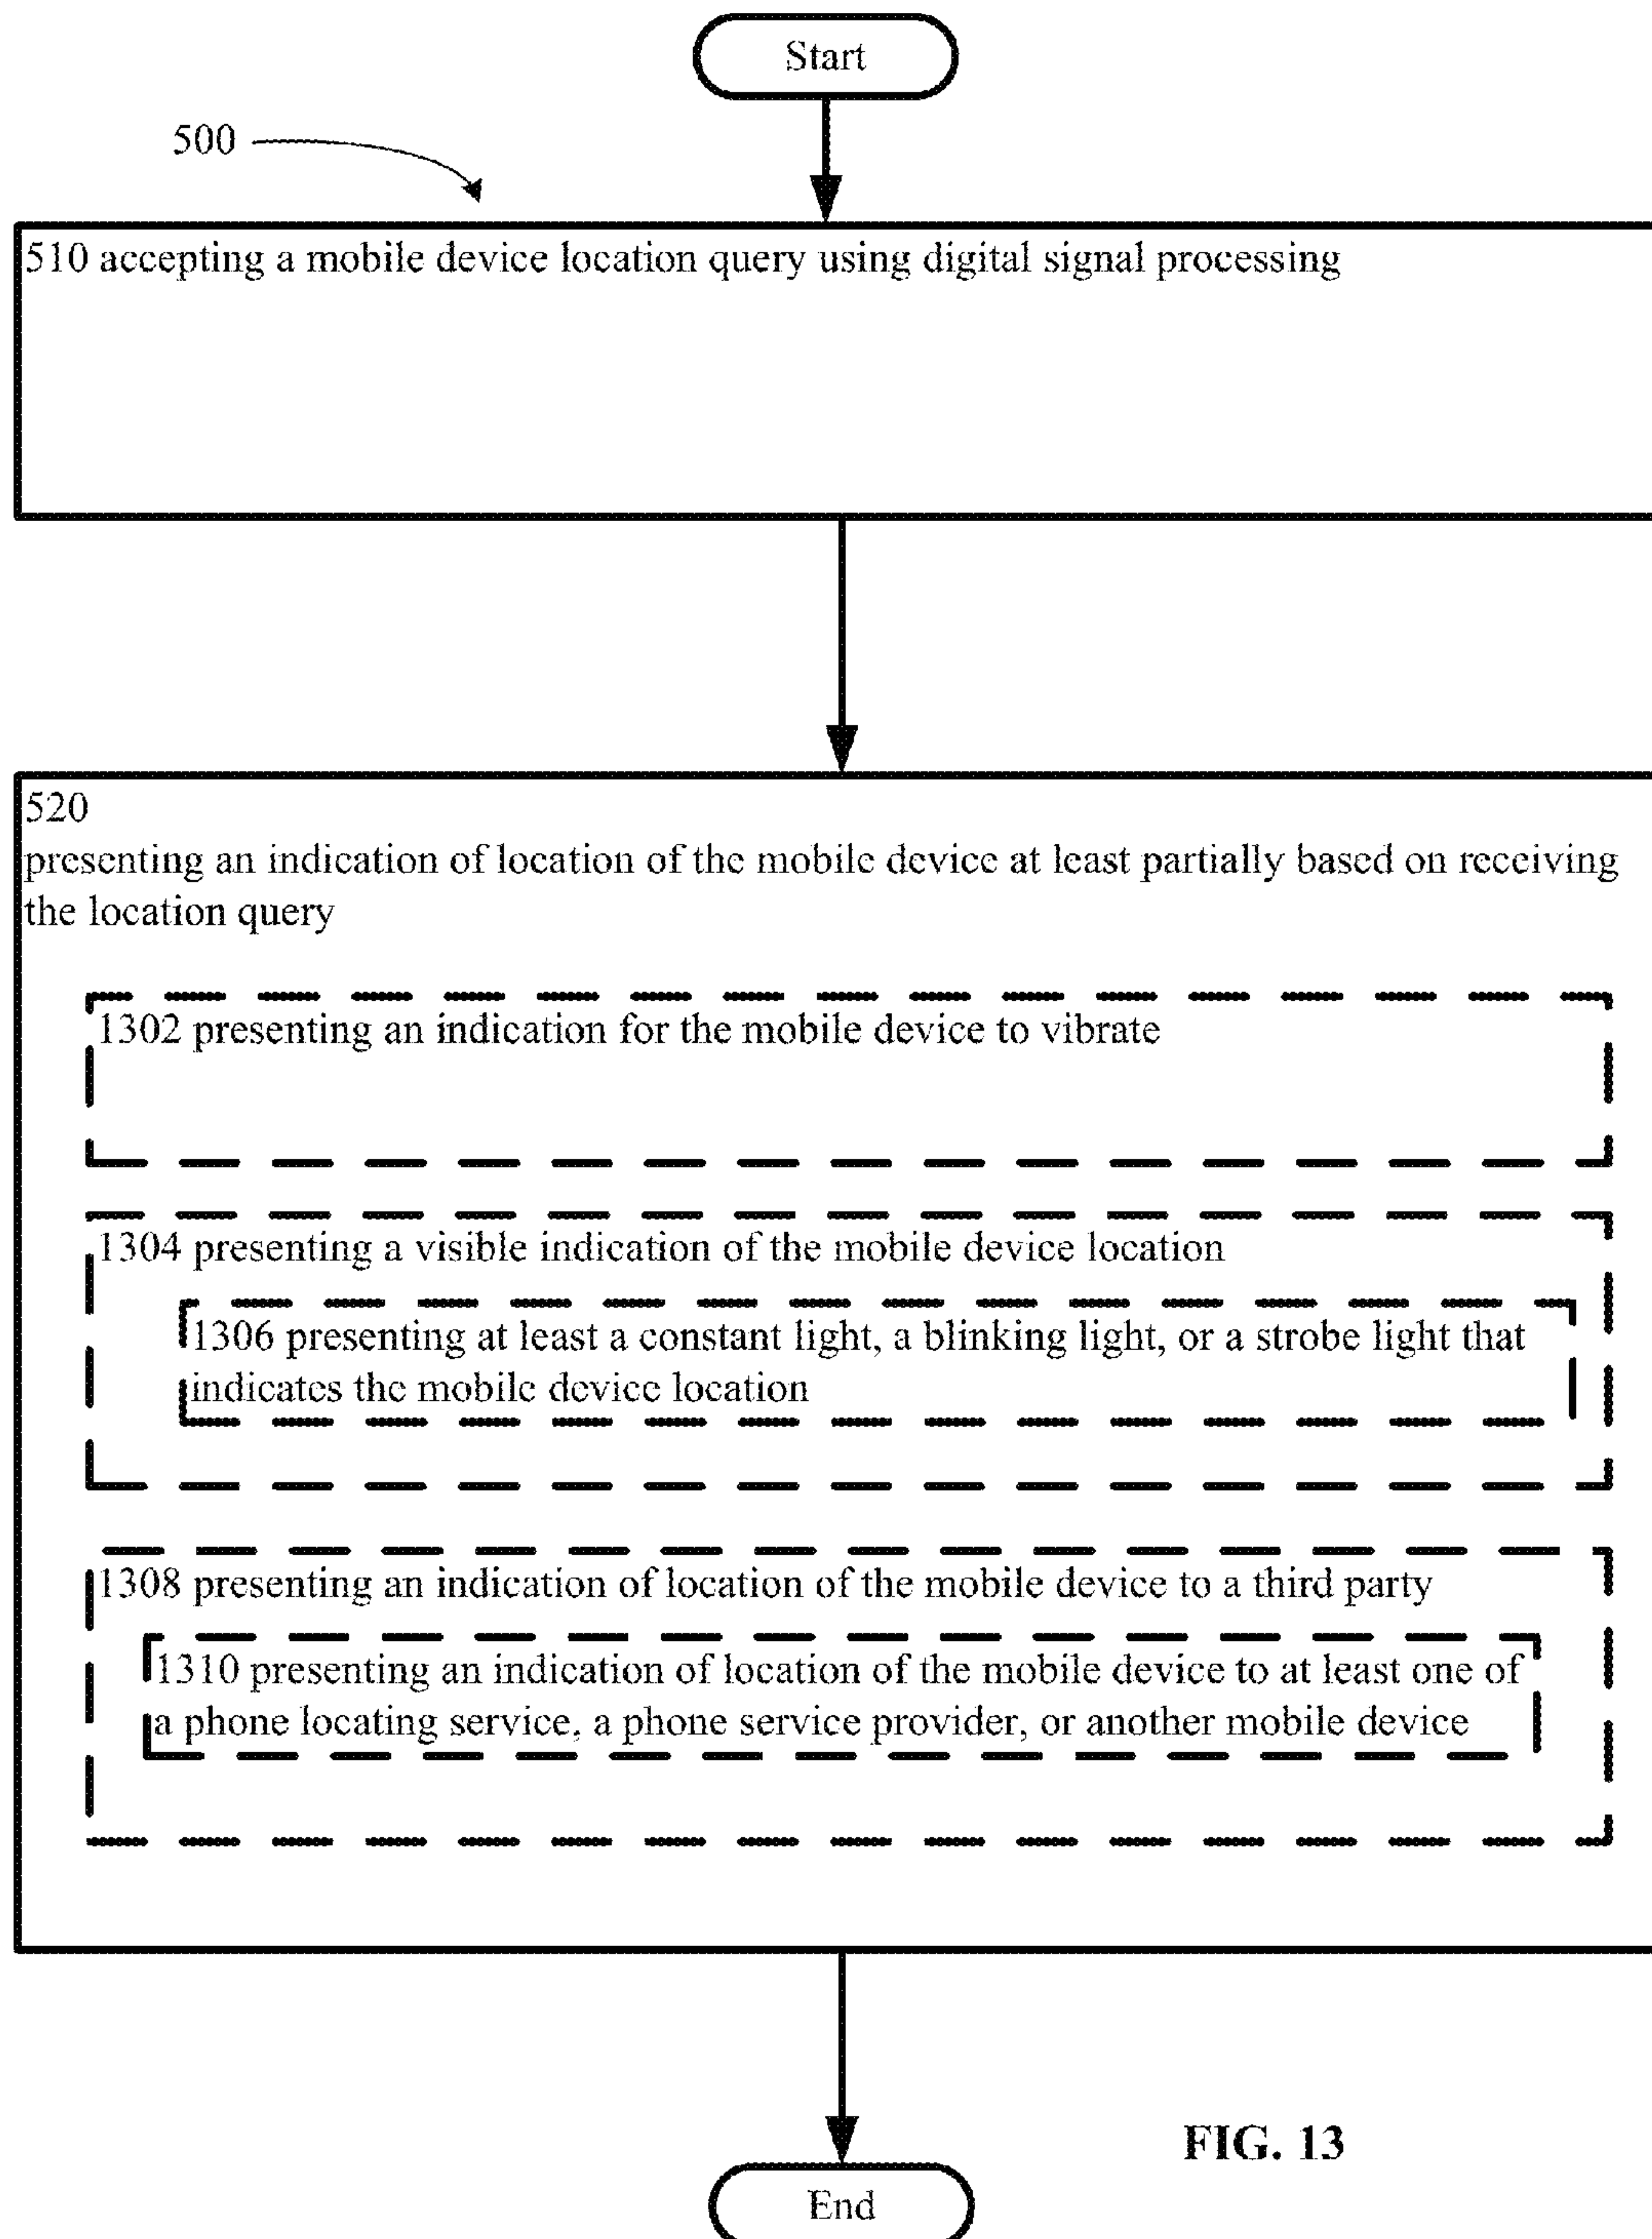 Start
500
510 accepting a mobile device location query using digital signal processing
520
presenting an indication of location of the mobile device at least partially based on receiving
the location query
1302 presenting an indication for the mobile device to vibrate
1304 presenting a visible indication of the mobile device location
1306 presenting at least a constant light, a blinking light, or a strobe light that
indicates the mobile device location
1308 presenting an indication of location of the mobile device to a third party
1310 presenting an indication of location of the mobile device to at least one of
a phone locating service, a phone service provider, or another mobile device
FIG. 13
End